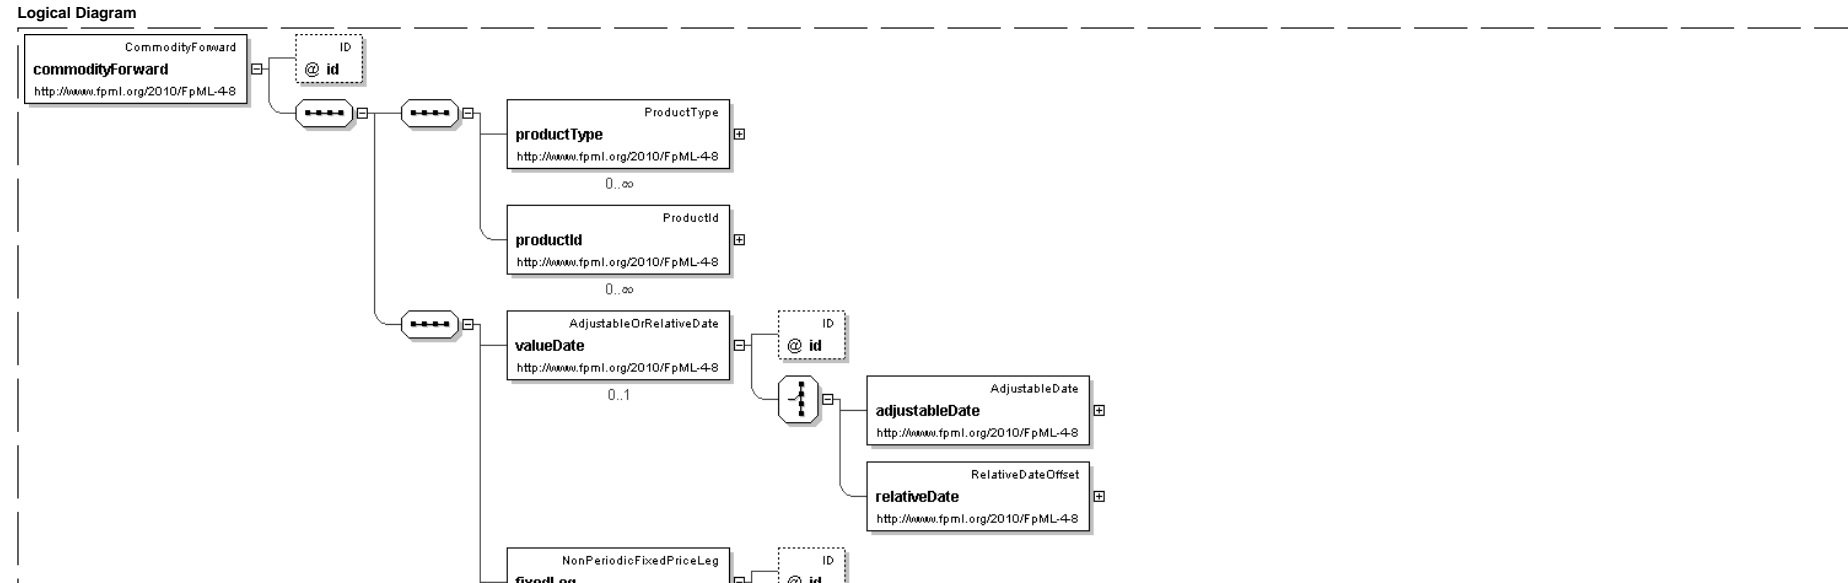 Logical Diagram
CommodityForward
commodityForward
http://www.fpml.org/2010/FpML-4-8
ID
@ id
ProductType
productType
http://www.fpml.org/2010/FpML-4-8
0..∞
ProductId
productId
http://www.fpml.org/2010/FpML-4-8
0..∞
AdjustableOrRelativeDate
valueDate
http://www.fpml.org/2010/FpML-4-8
0..1
ID
@ id
AdjustableDate
adjustableDate
http://www.fpml.org/2010/FpML-4-8
RelativeDateOffset
relativeDate
http://www.fpml.org/2010/FpML-4-8
NonPeriodicFixedPriceLeg
fixedLeg
ID
@ id